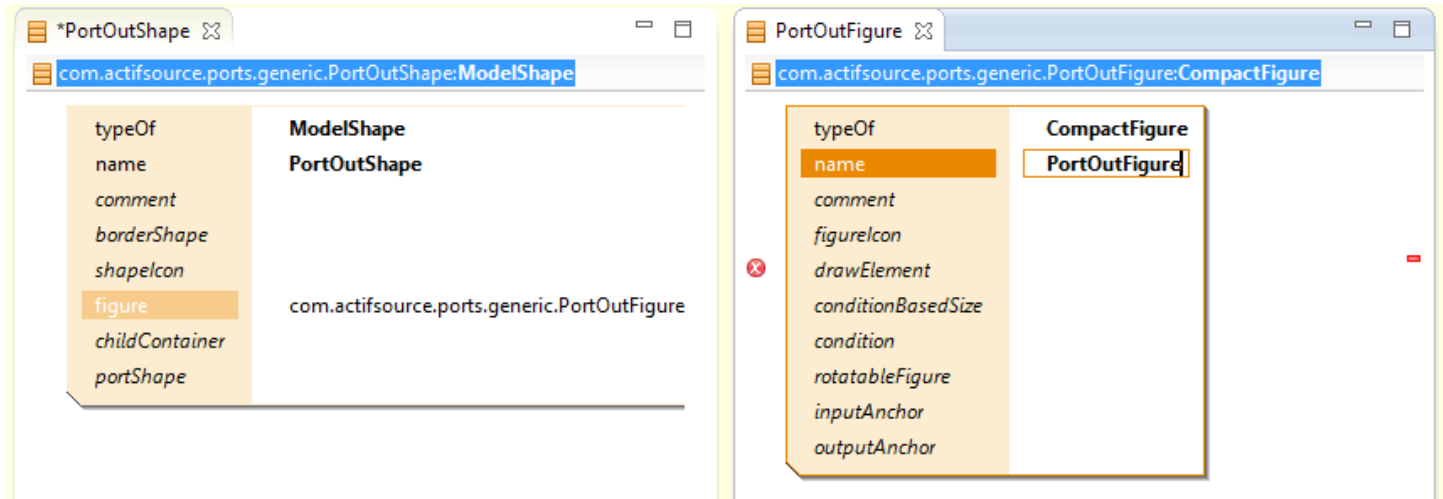 *PortOutShape
com.actifsource.ports.generic.PortOutShape:ModelShape
typeOf ModelShape
name PortOutShape
comment
borderShape
shapeIcon
figure com.actifsource.ports.generic.PortOutFigure
childContainer
portShape
PortOutFigure
com.actifsource.ports.generic.PortOutFigure:CompactFigure
typeOf CompactFigure
name PortOutFigure
comment
figureIcon
drawElement
conditionBasedSize
condition
rotatableFigure
inputAnchor
outputAnchor